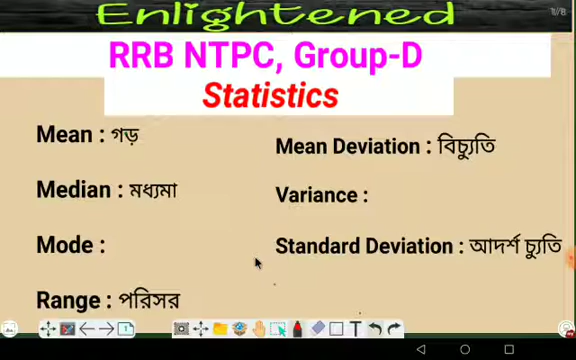 Enlightened
RRB NTPC, Group-D
Statistics
Mean : গড়
Median : মধ্যমা
Mode :
Range : পরিসর
Mean Deviation : বিচ্যুতি
Variance :
Standard Deviation : আদর্শ চ্যুতি